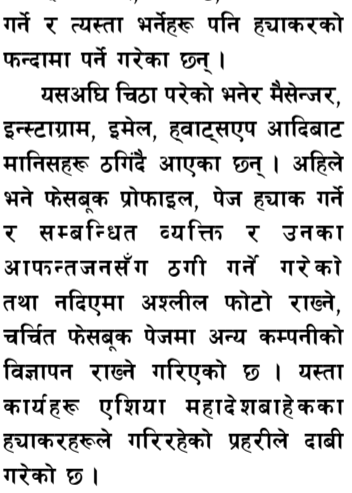 गर्ने र त्यस्ता भर्नेहरू पनि ह्याकरको
फन्दामा पर्ने गरेका छन् ।
यसअघि चिठा परेको भनेर मैसेन्जर,
इन्स्टाग्राम, इमेल, ह्वाट्सएप आदिबाट
मानिसहरू ठगिँदै आएका छन् । अहिले
भने फेसबूक प्रोफाइल, पेज ह्याक गर्ने
र सम्बन्धित व्यक्ति र उनका
आफन्तजनसँग ठगी गर्ने गरेको
तथा नदिएमा अश्लील फोटो राख्ने,
चर्चित फेसबूक पेजमा अन्य कम्पनीको
विज्ञापन राख्ने गरिएको छ । यस्ता
कार्यहरू एशिया महादेशबाहेकका
ह्याकरहरूले गरिरहेको प्रहरीले दाबी
गरेको छ ।